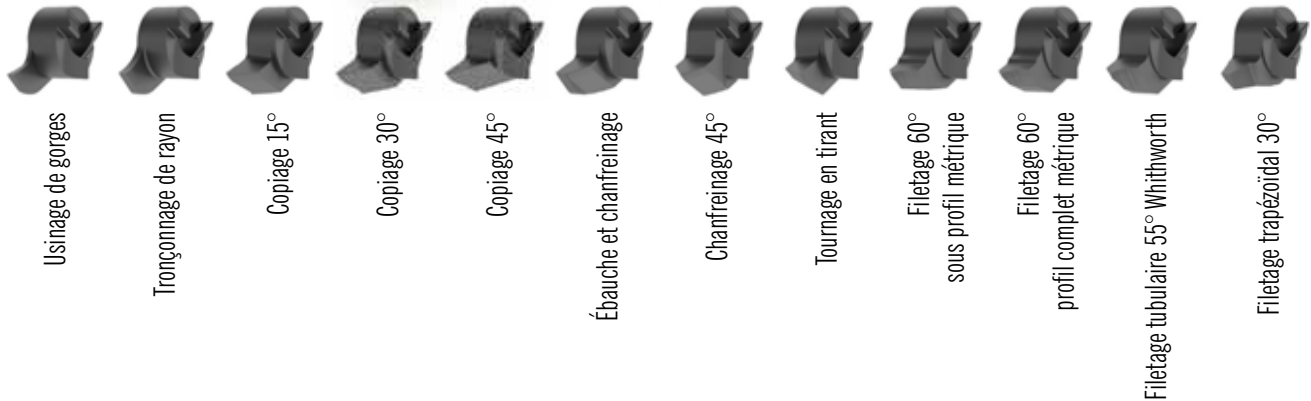 Usinage de gorges
Tronçonnage de rayon
Copiage 15°
Copiage 30°
Copiage 45°
Ébauche et chanfreinage
Chanfreinage 45°
Tournage en tirant
Filetage 60°
sous profil métrique
Filetage 60°
profil complet métrique
Filetage tubulaire 55° Whithworth
Filetage trapézoïdal 30°